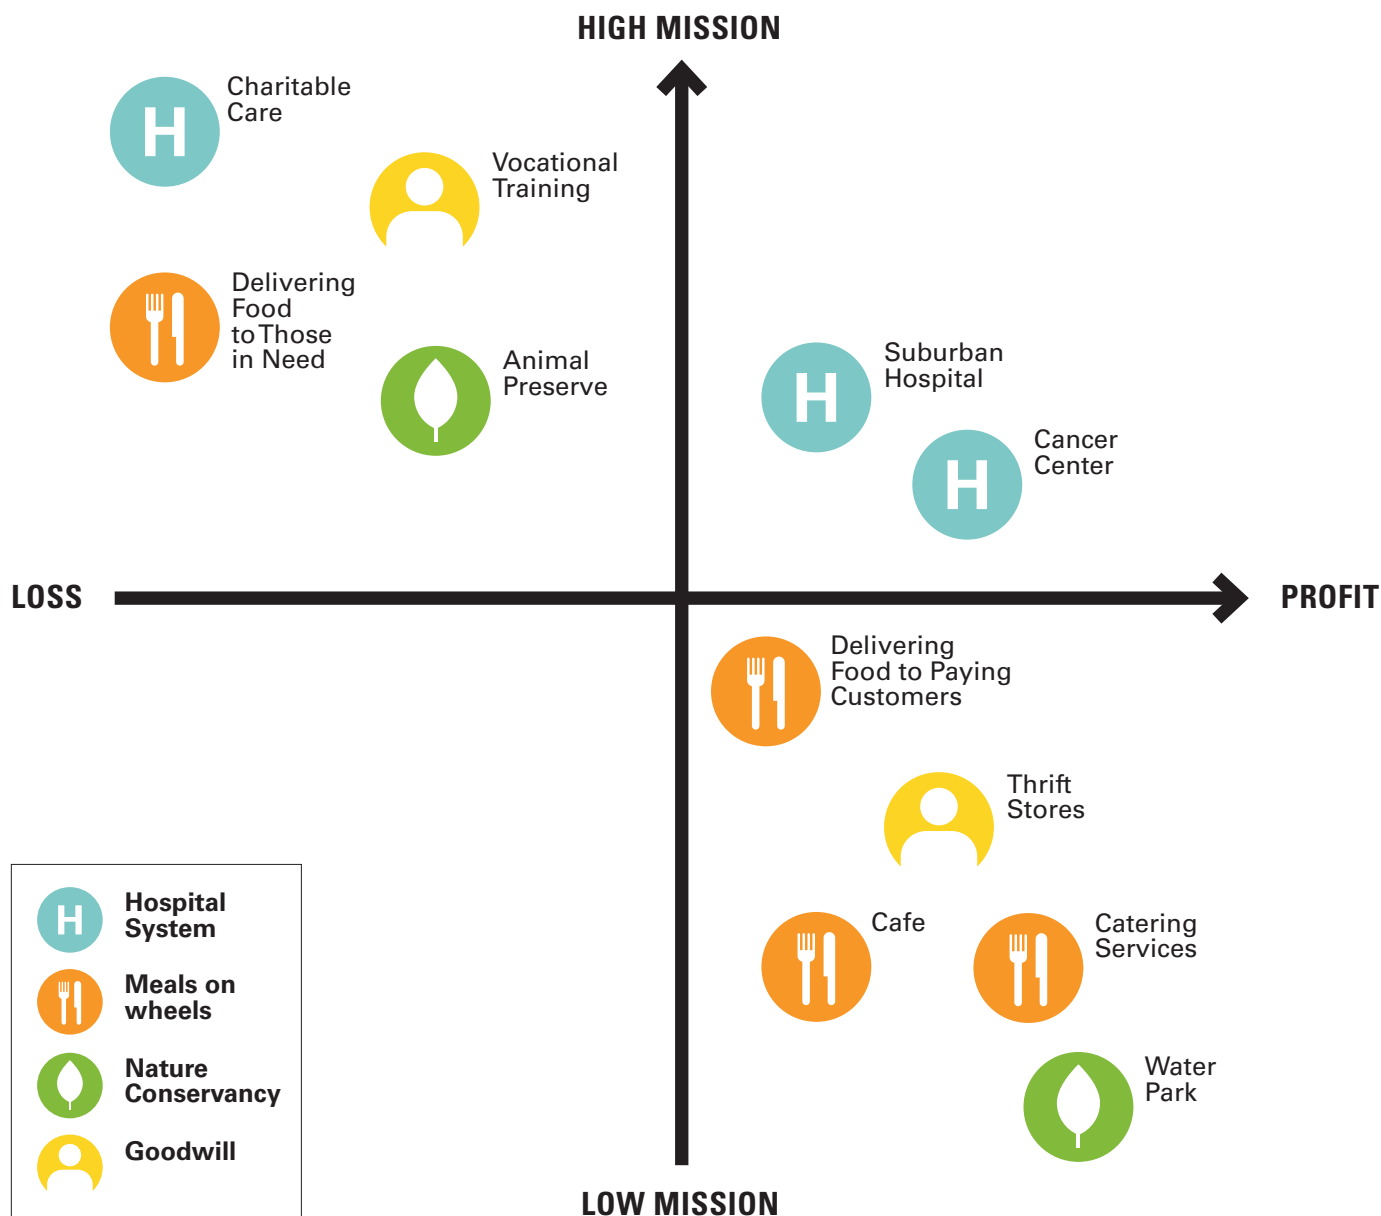 HIGH MISSION
Charitable
Care
Vocational
Training
Delivering
Food
to Those
in Need
Animal
Preserve
Suburban
Hospital
Cancer
Center
LOSS
PROFIT
Delivering
Food to Paying
Customers
Thrift
Stores
Cafe
Catering
Services
Water
Park
H
Hospital
System
Meals on
wheels
Nature
Conservancy
Goodwill
LOW MISSION
H
H
H